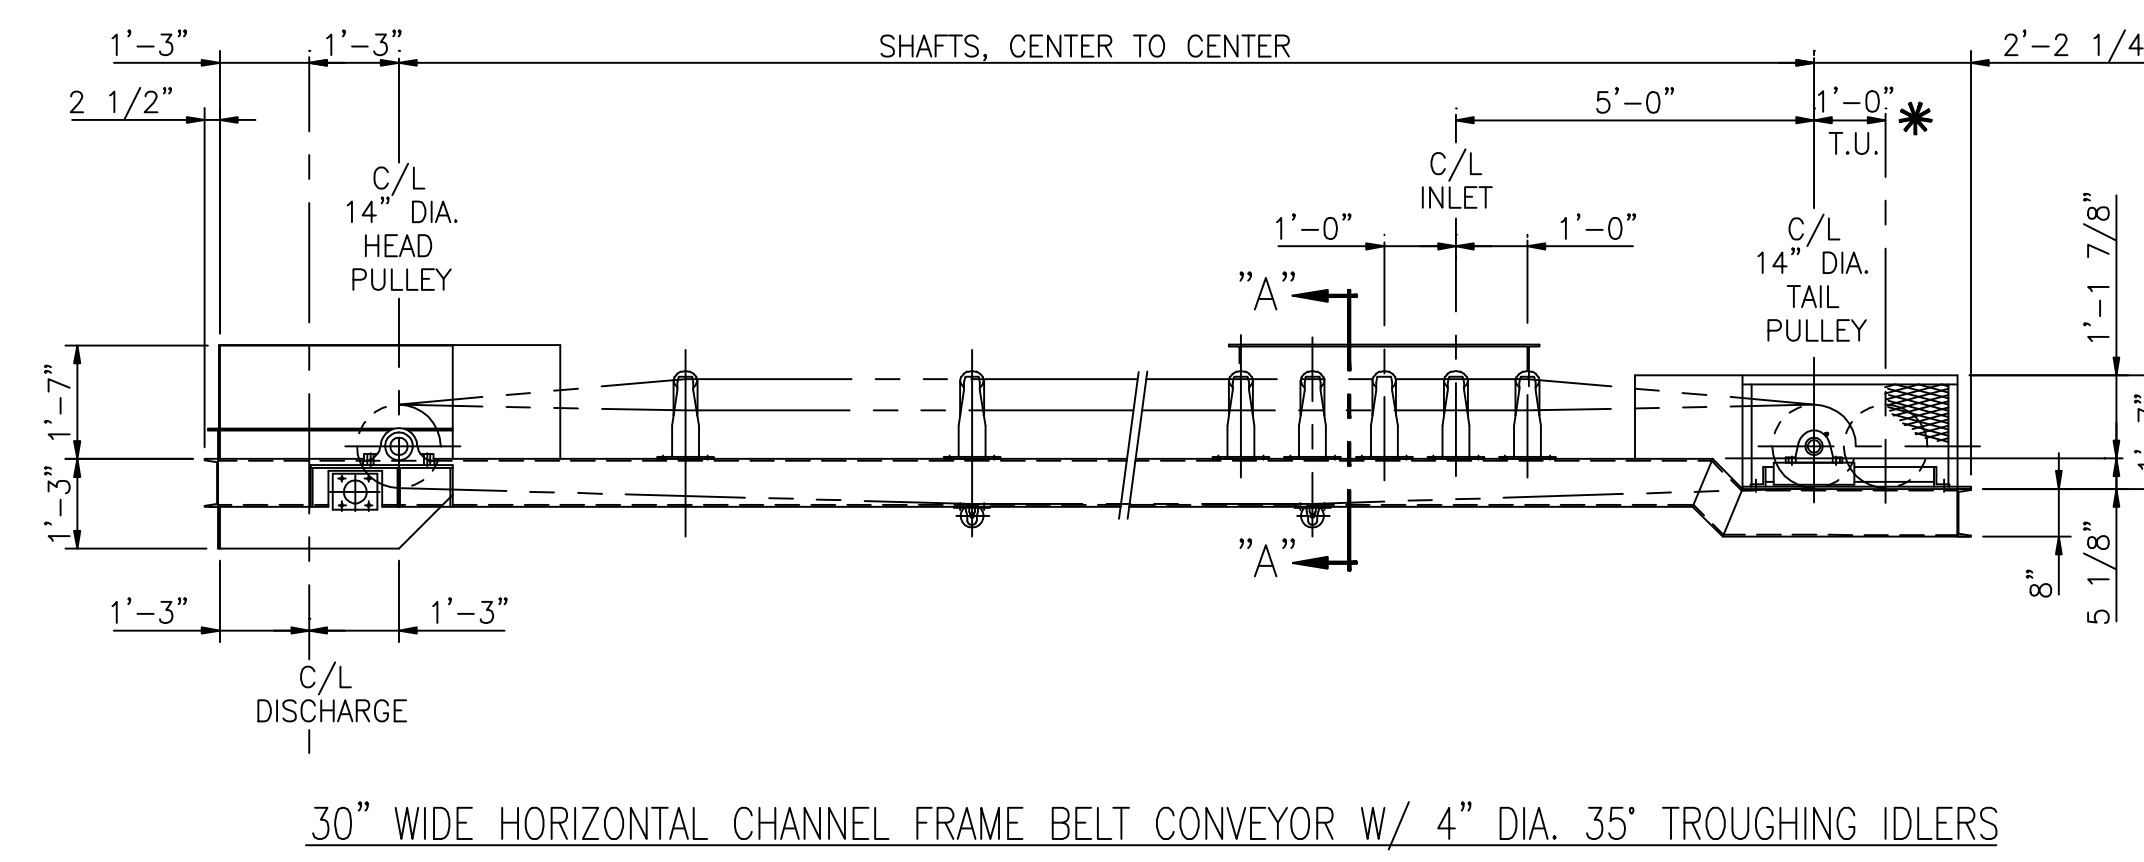 1'-3" 1'-3" SHAFTS, CENTER TO CENTER 2'-2 1/4
2 1/2" 5'-0" 1'-0" ✱
T.U.
C/L
14" DIA.
HEAD
PULLEY
C/L
INLET
1'-0" 1'-0"
C/L
14" DIA.
TAIL
PULLEY
1'-1 7/8"
"A"
1'-7"
1'-3"
"A"
8"
5 1/8"
1'-3" 1'-3"
C/L
DISCHARGE
30" WIDE HORIZONTAL CHANNEL FRAME BELT CONVEYOR W/ 4" DIA. 35° TROUGHING IDLERS